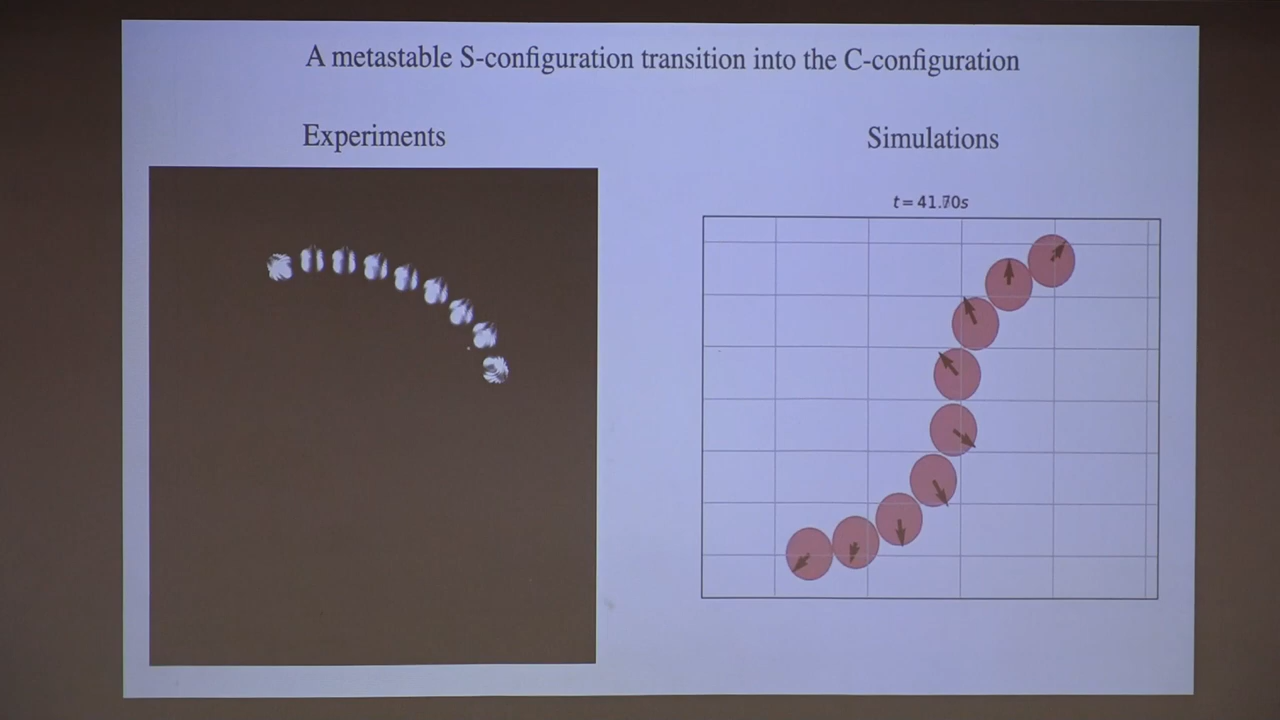 A metastable S-configuration transition into the C-configuration
Experiments
Simulations
t = 41.70s